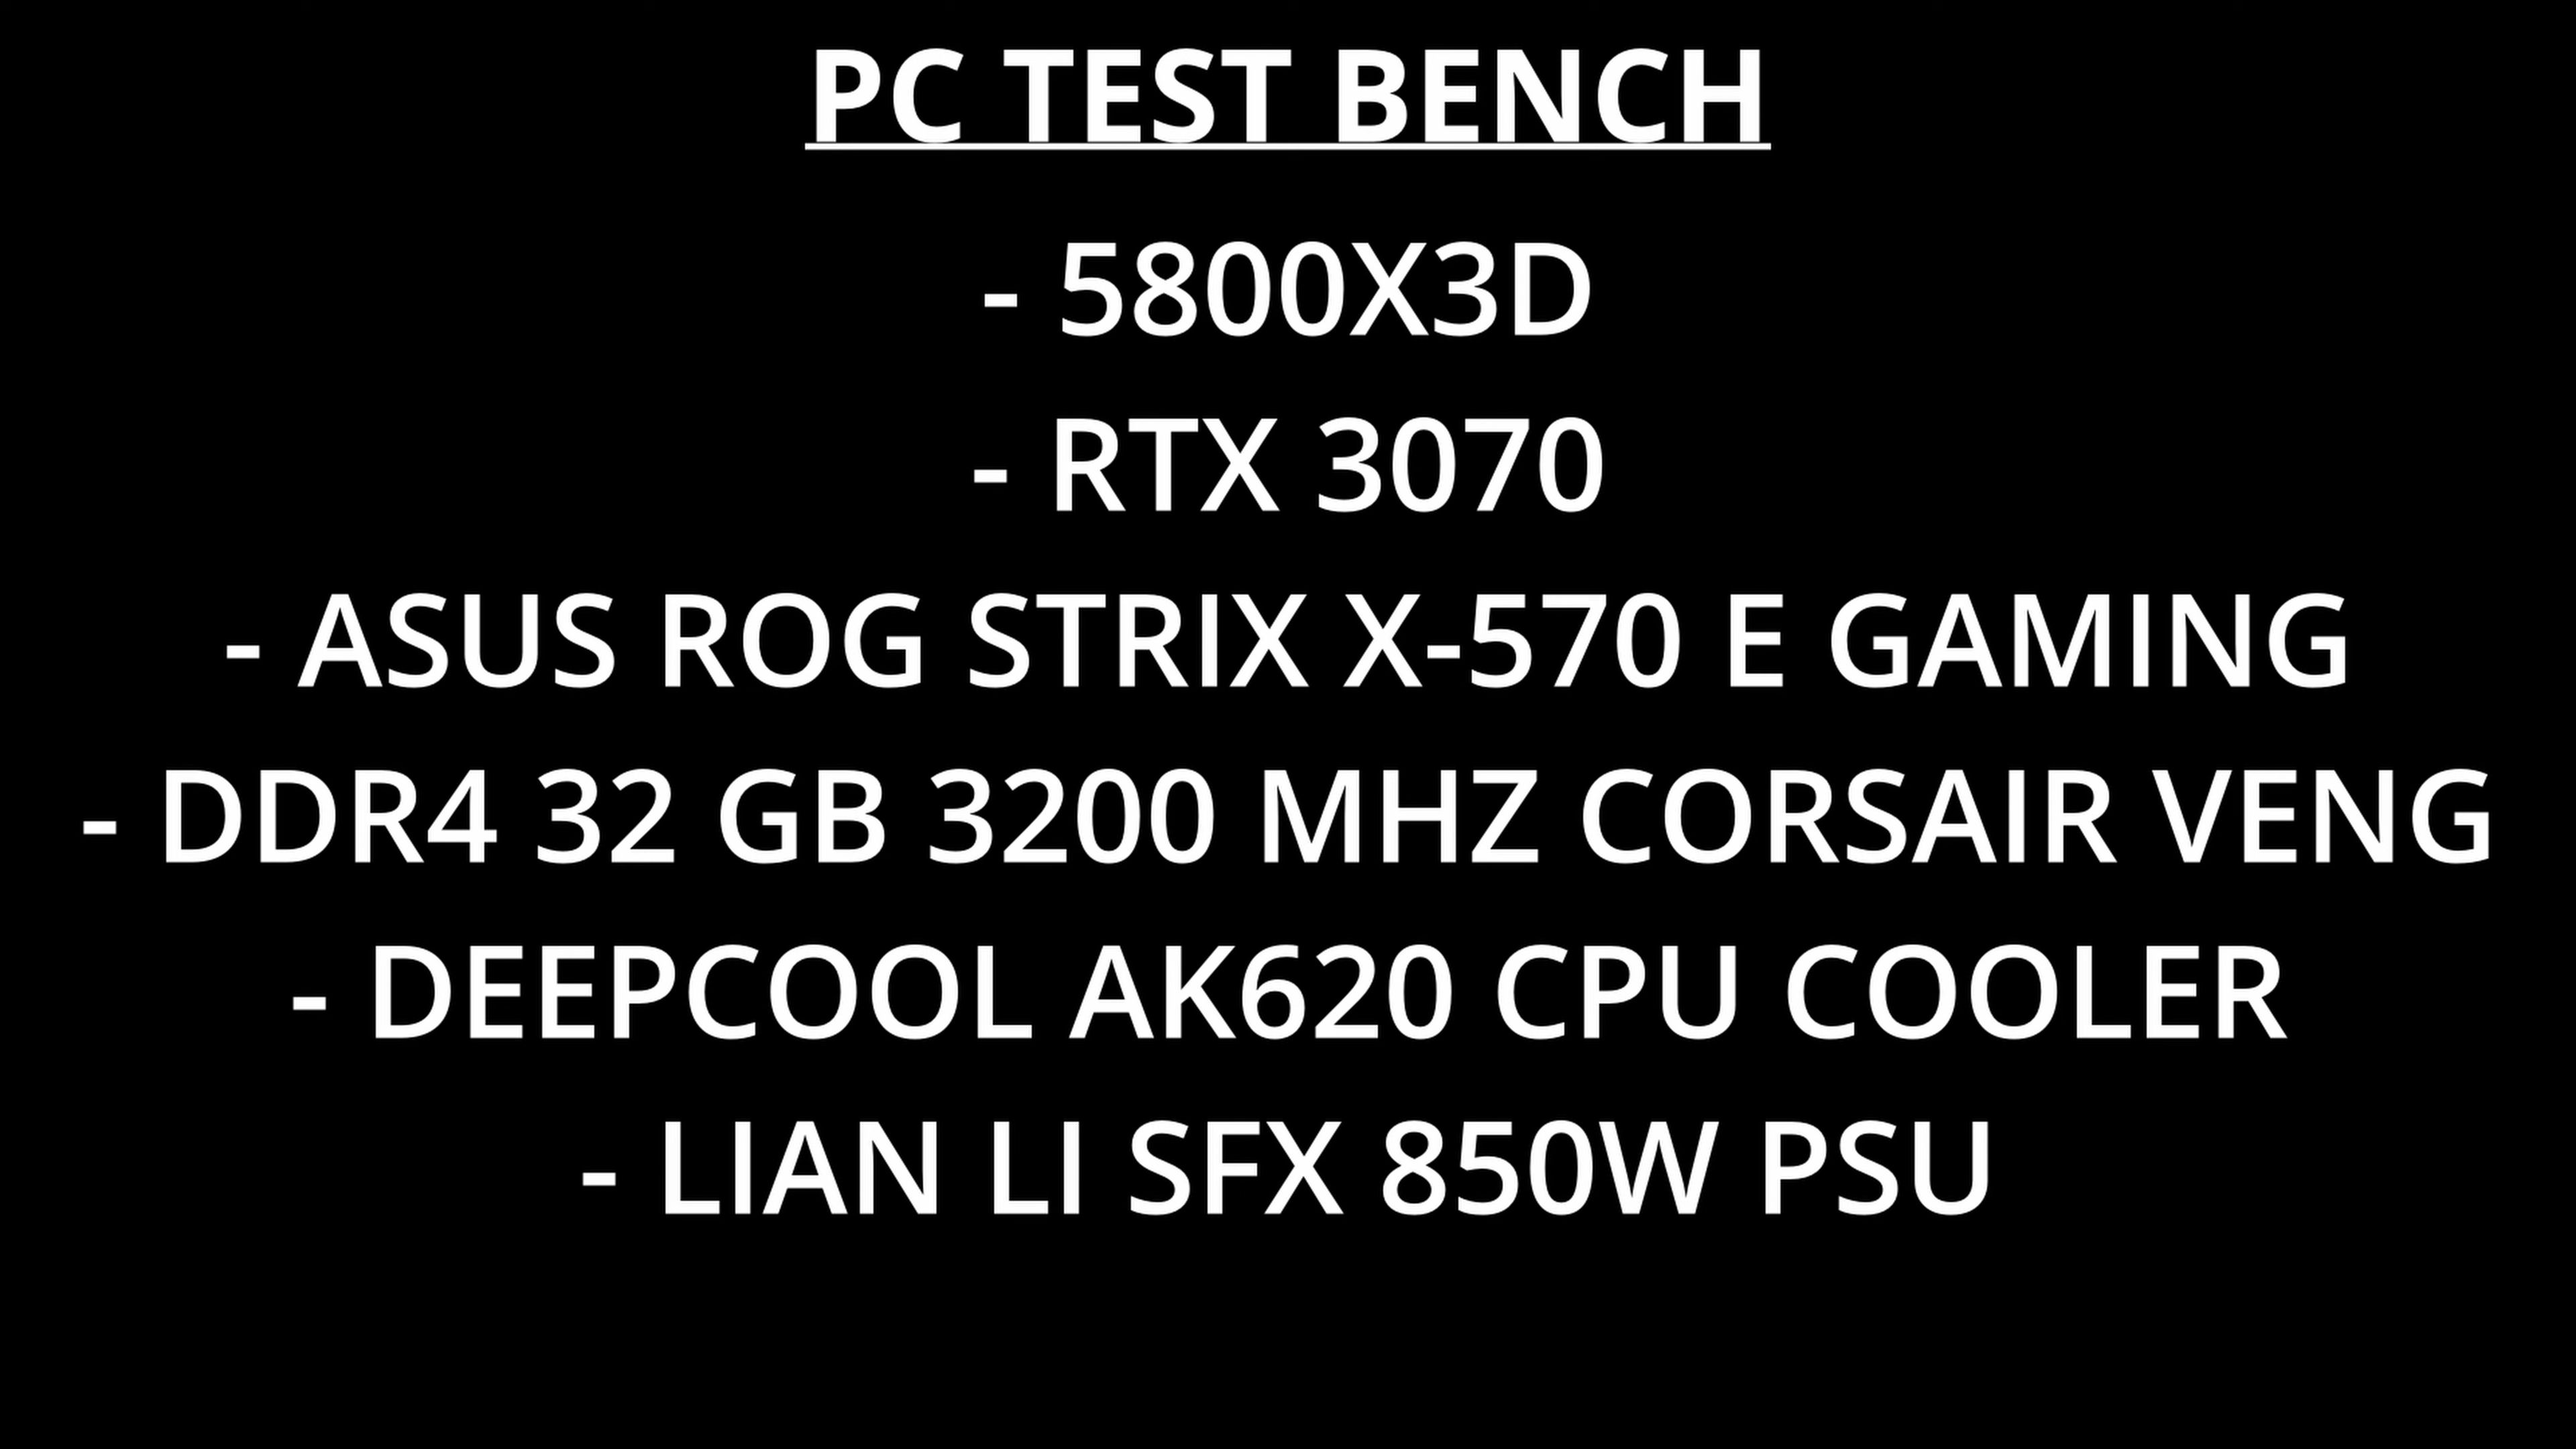 PC TEST BENCH
- 5800X3D
- RTX 3070
- ASUS ROG STRIX X-570 E GAMING
- DDR4 32 GB 3200 MHZ CORSAIR VENG
- DEEPCOOL AK620 CPU COOLER
- LIAN LI SFX 850W PSU